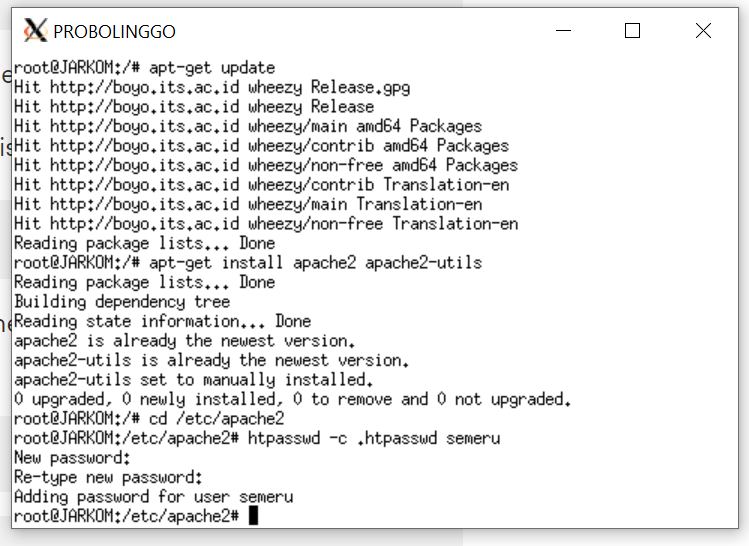 PROBOLINGGO
root@JARKOM:/# apt-get update
Hit http://boyo.its.ac.id wheezy Release.gpg
Hit http://boyo.its.ac.id wheezy Release
Hit http://boyo.its.ac.id wheezy/main amd64 Packages
Hit http://boyo.its.ac.id wheezy/contrib amd64 Packages
Hit http://boyo.its.ac.id wheezy/non-free amd64 Packages
Hit http://boyo.its.ac.id wheezy/contrib Translation-en
Hit http://boyo.its.ac.id wheezy/main Translation-en
Hit http://boyo.its.ac.id wheezy/non-free Translation-en
Reading package lists... Done
root@JARKOM:/# apt-get install apache2 apache2-utils
Reading package lists... Done
Building dependency tree
Reading state information... Done
apache2 is already the newest version.
apache2-utils is already the newest version.
apache2-utils set to manually installed.
0 upgraded, 0 newly installed, 0 to remove and 0 not upgraded.
root@JARKOM:/# cd /etc/apache2
root@JARKOM:/etc/apache2# htpasswd -c .htpasswd semeru
New password:
Re-type new password:
Adding password for user semeru
root@JARKOM:/etc/apache2#